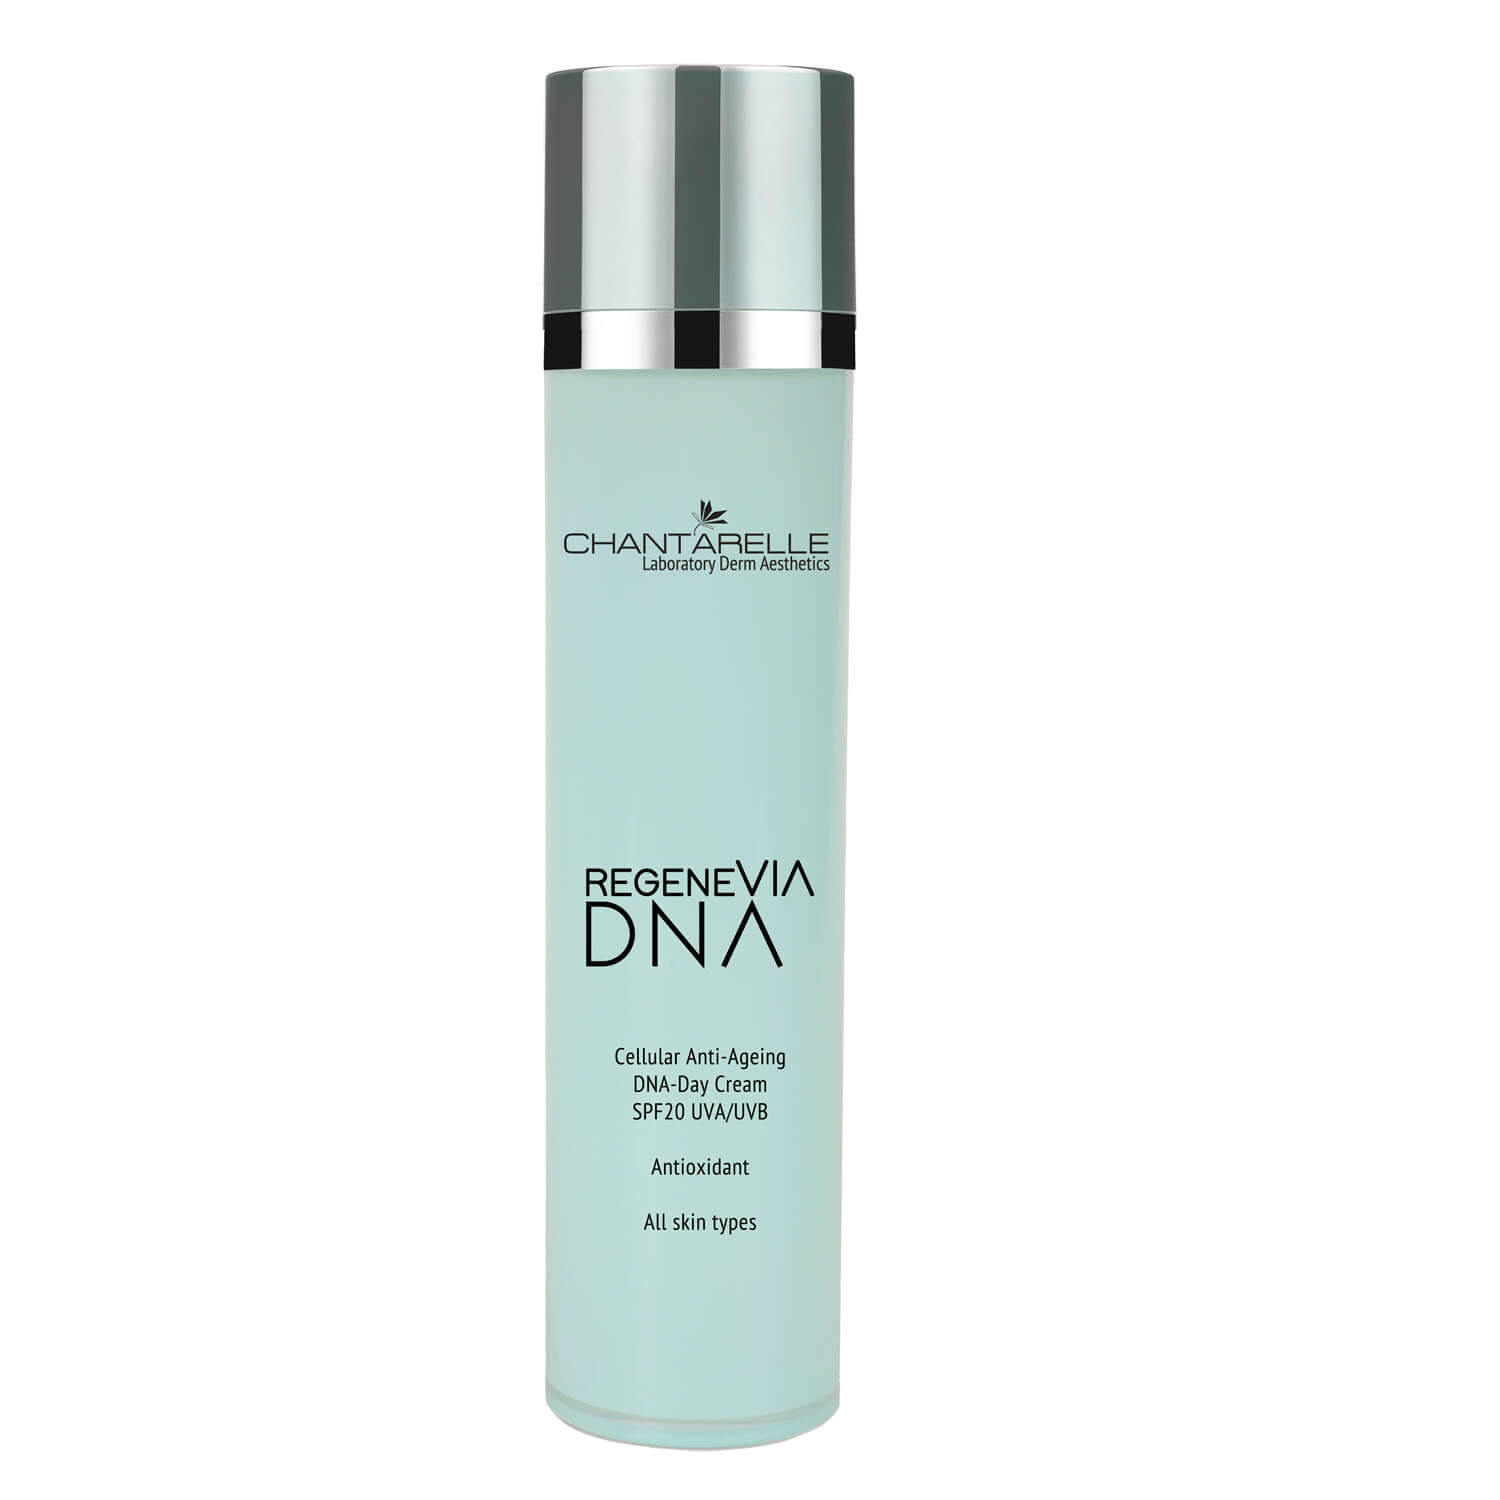 CHANTARELLE
Laboratory Derm Aesthetics
REGENEVIA
DNA
Cellular Anti-Ageing
DNA-Day Cream
SPF20 UVA/UVB
Antioxidant
All skin types